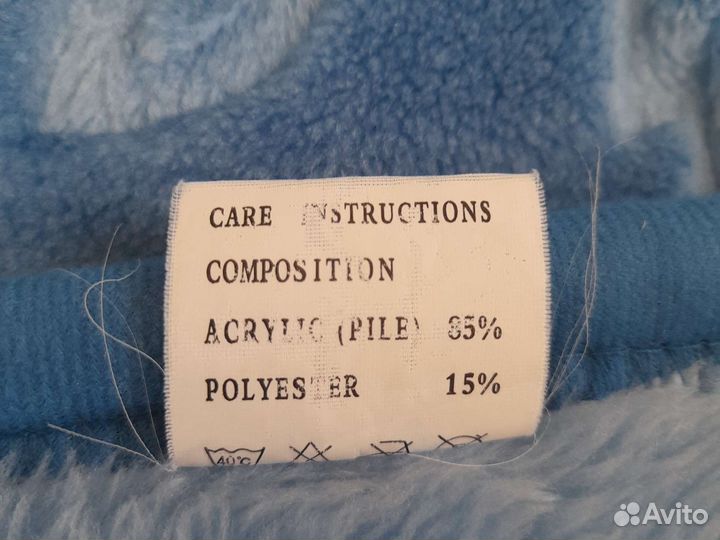 CARE INSTRUCTIONS
COMPOSITION
ACRYLIC (PILE) 85%
POLYESTER 15%
40°C
Avito